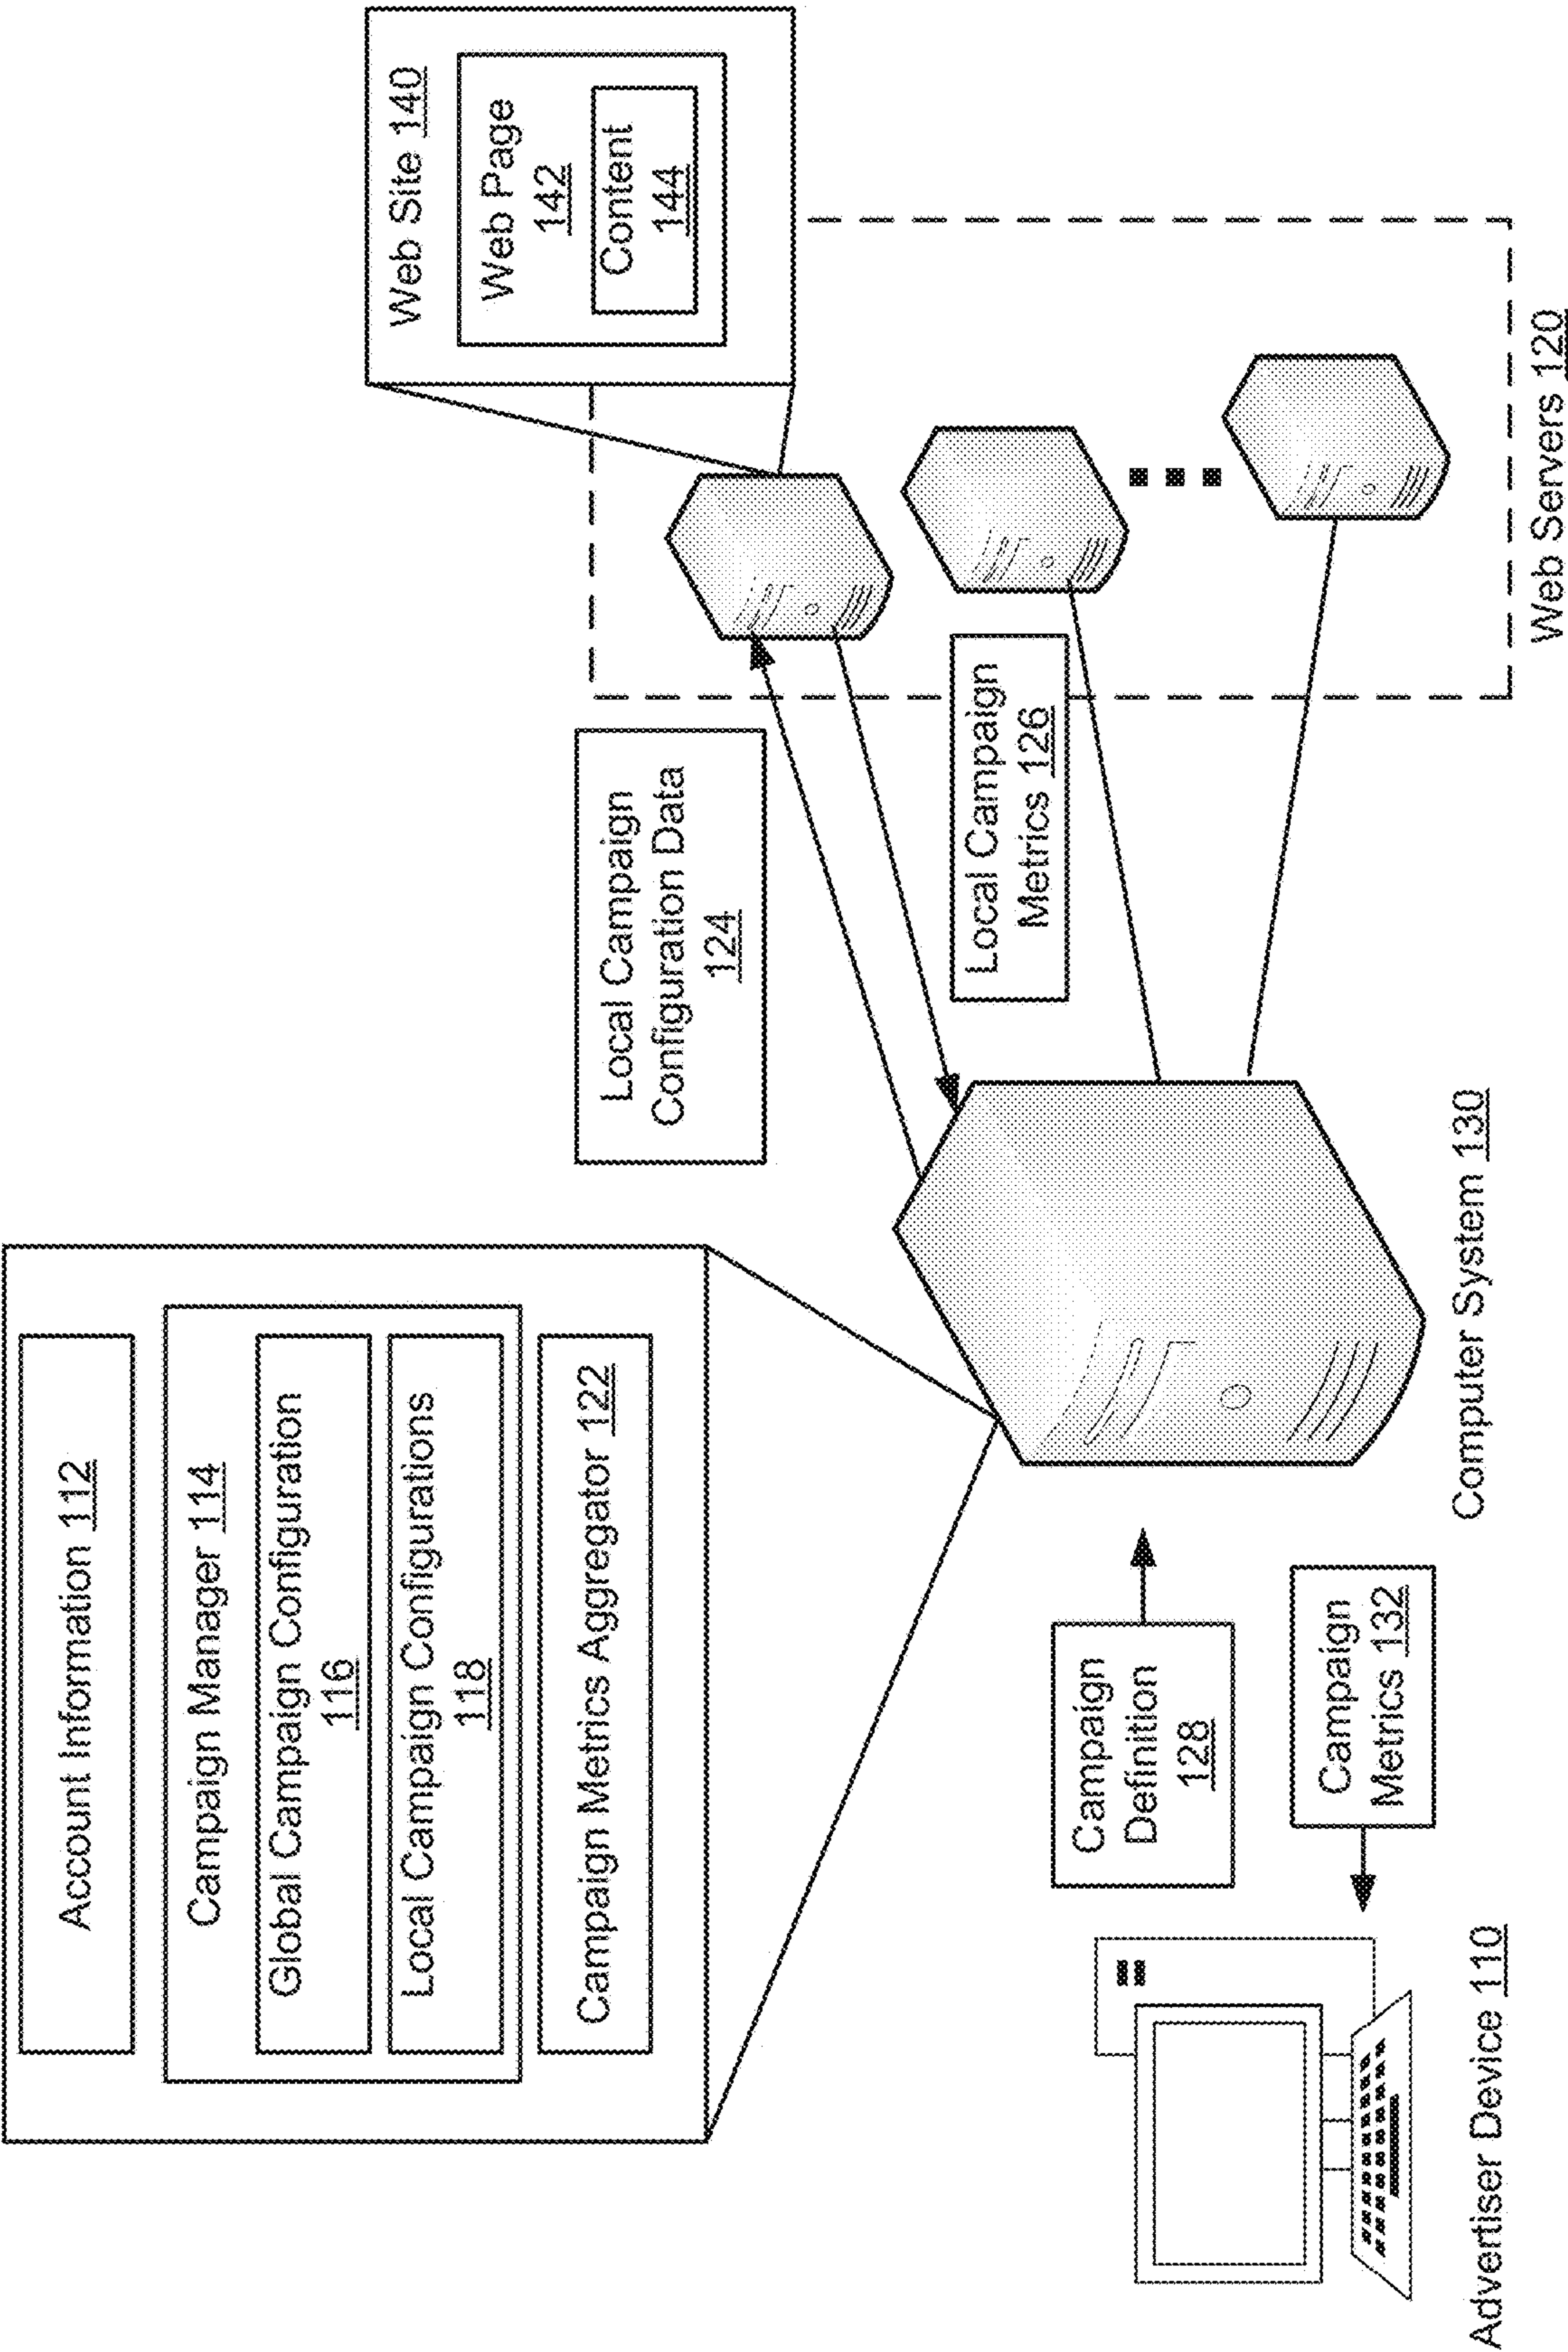 Account Information 112
Campaign Manager 114
Global Campaign Configuration
116
Local Campaign Configurations
118
Campaign Metrics Aggregator 122
Web Site 140
Web Page
142
Content
144
Local Campaign
Configuration Data
124
Local Campaign
Metrics 126
Campaign
Definition
128
Campaign
Metrics 132
Advertiser Device 110
Computer System 130
Web Servers 120